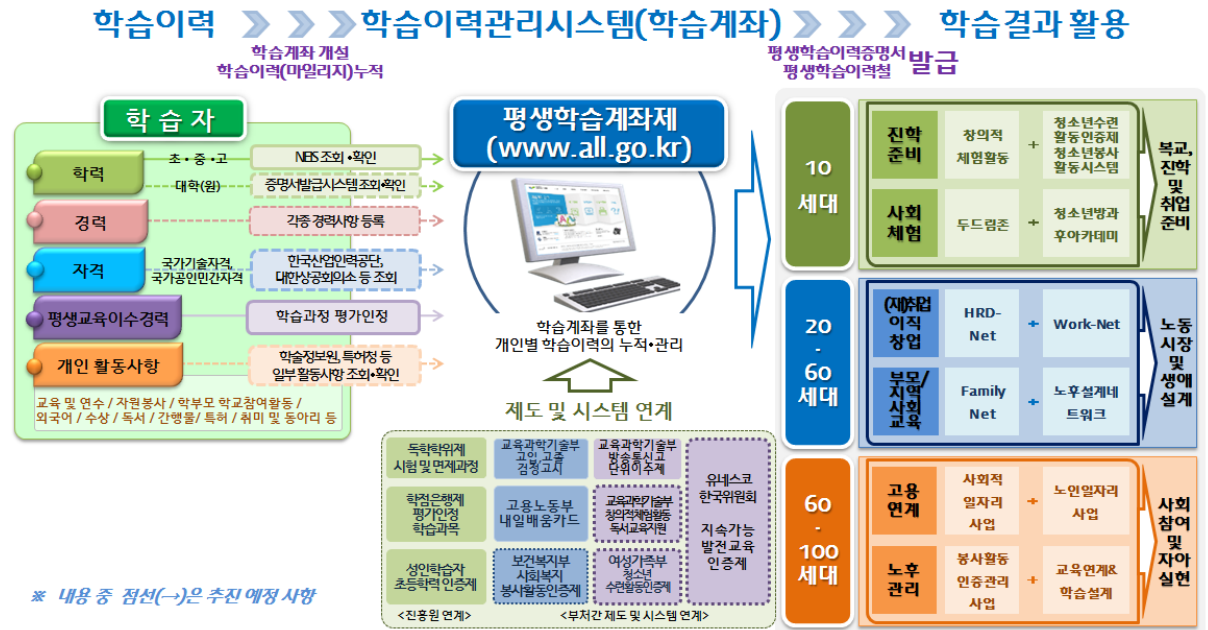 학습이력
학습이력관리시스템(학습계좌)
학습결과 활용
학습계좌 개설
학습이력(마일리지)누적
평생학습이력증명서
평생학습이력철
발급
학 습 자
학력
초・중・고
NEIS 조회 •확인
대학(원)
증명서발급시스템 조회•확인
경력
각종 경력사항 등록
자격
국가기술자격,
국가공인민간자격
한국산업인력공단,
대한상공회의소 등 조회
평생교육이수경력
학습과정 평가인정
개인 활동사항
학술정보원, 특허청 등
일부 활동사항 조회•확인
교육 및 연수 / 자원봉사 / 학부모 학교참여활동 /
외국어 / 수상 / 독서 / 간행물/ 특허 / 취미 및 동아리 등
※ 내용 중 점선(→)은 추진 예정 사항
평생학습계좌제
(www.all.go.kr)
학습계좌를 통한
개인별 학습이력의 누적•관리
제도 및 시스템 연계
독학학위제
시험 및 면제과정
학점은행제
평가인정
학습과목
성인학습자
초등학력 인증제
교육과학기술부
고입,고졸
검정고시
고용노동부
내일배움카드
보건복지부
사회복지
봉사활동인증제
교육과학기술부
방송통신고
단위이수제
교육과학기술부
창의적체험활동
독서교육지원
여성가족부
청소년
수련활동인증제
유네스코
한국위원회
지속가능
발전교육
인증제
<진흥원 연계>
<부처간 제도 및 시스템 연계>
10
세대
진학
준비
창의적
체험활동
+
청소년수련
활동인증제
청소년봉사
활동시스템
사회
체험
두드림존
+
청소년방과
후아카데미
복교,
진학
및
취업
준비
20
-
60
세대
(재)취업
이직
창업
HRD-
Net
+
Work-Net
부모/
지역
사회
교육
Family
Net
+
노후설계네
트워크
노동
시장
및
생애
설계
60
-
100
세대
고용
연계
사회적
일자리
사업
+
노인일자리
사업
노후
관리
봉사활동
인증관리
사업
+
교육연계&
학습설계
사회
참여
및
자아
실현